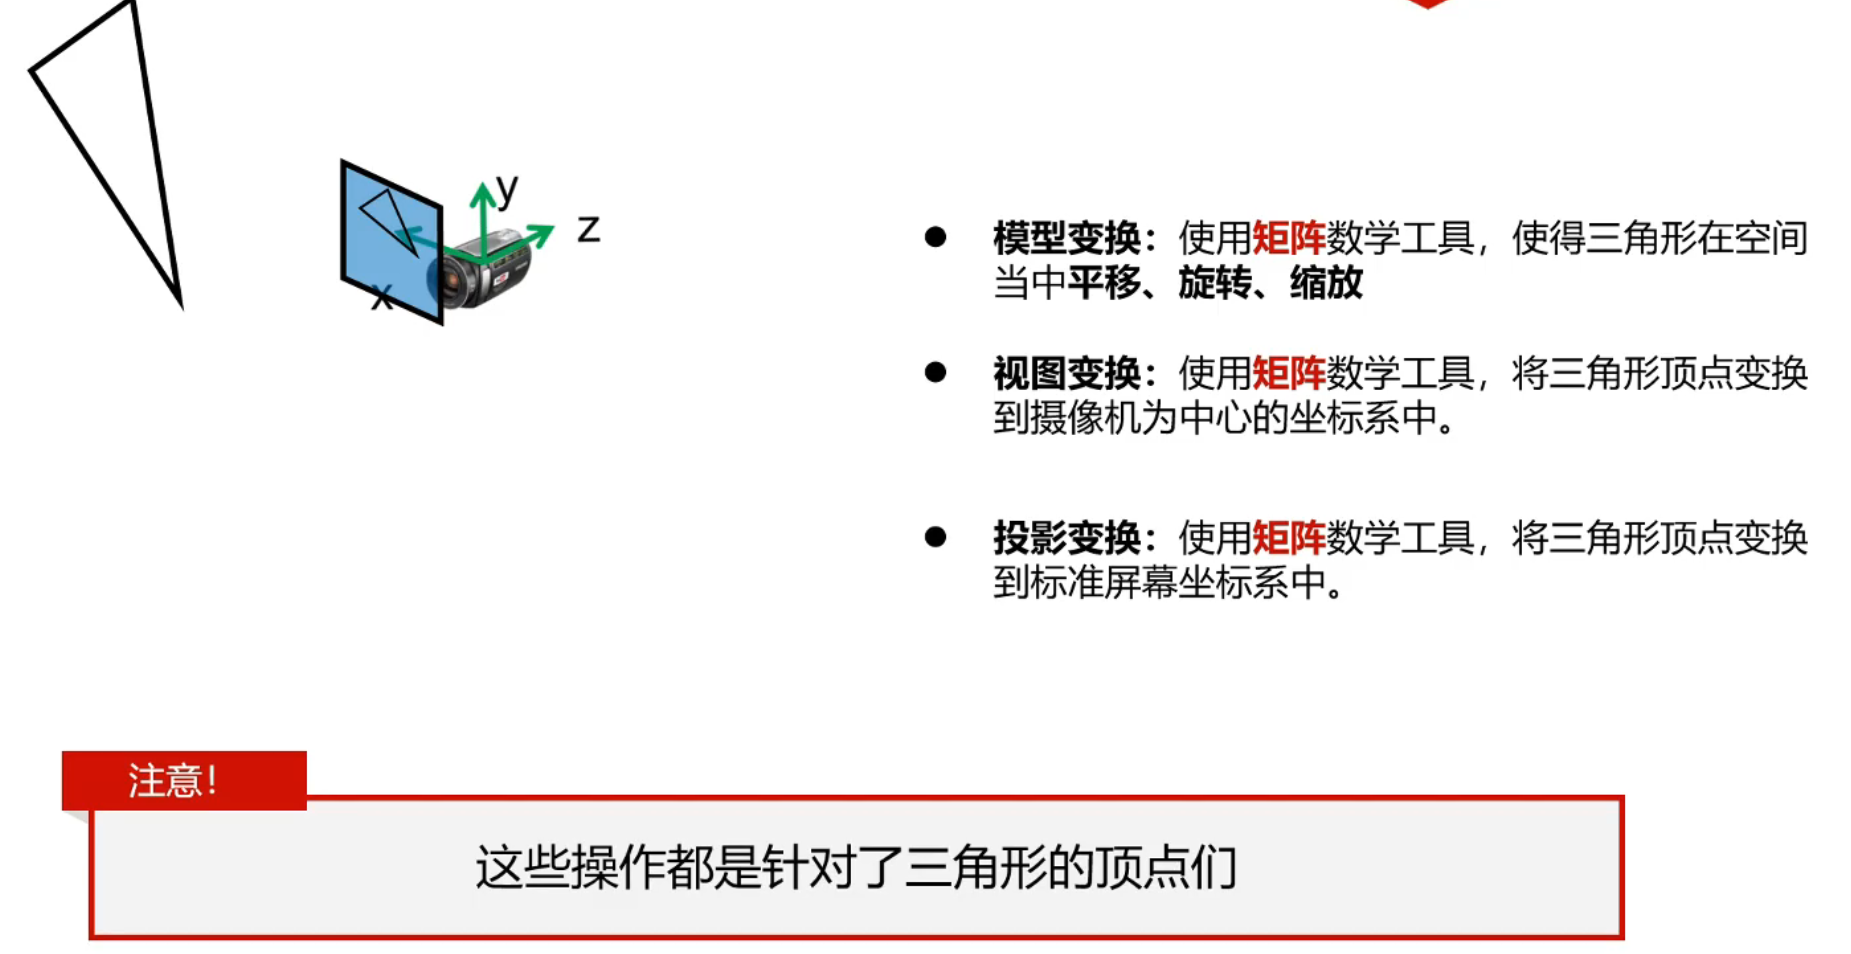 y
z
x
模型变换：使用矩阵数学工具，使得三角形在空间
当中平移、旋转、缩放
视图变换：使用矩阵数学工具，将三角形顶点变换
到摄像机为中心的坐标系中。
投影变换：使用矩阵数学工具，将三角形顶点变换
到标准屏幕坐标系中。
注意！
这些操作都是针对了三角形的顶点们